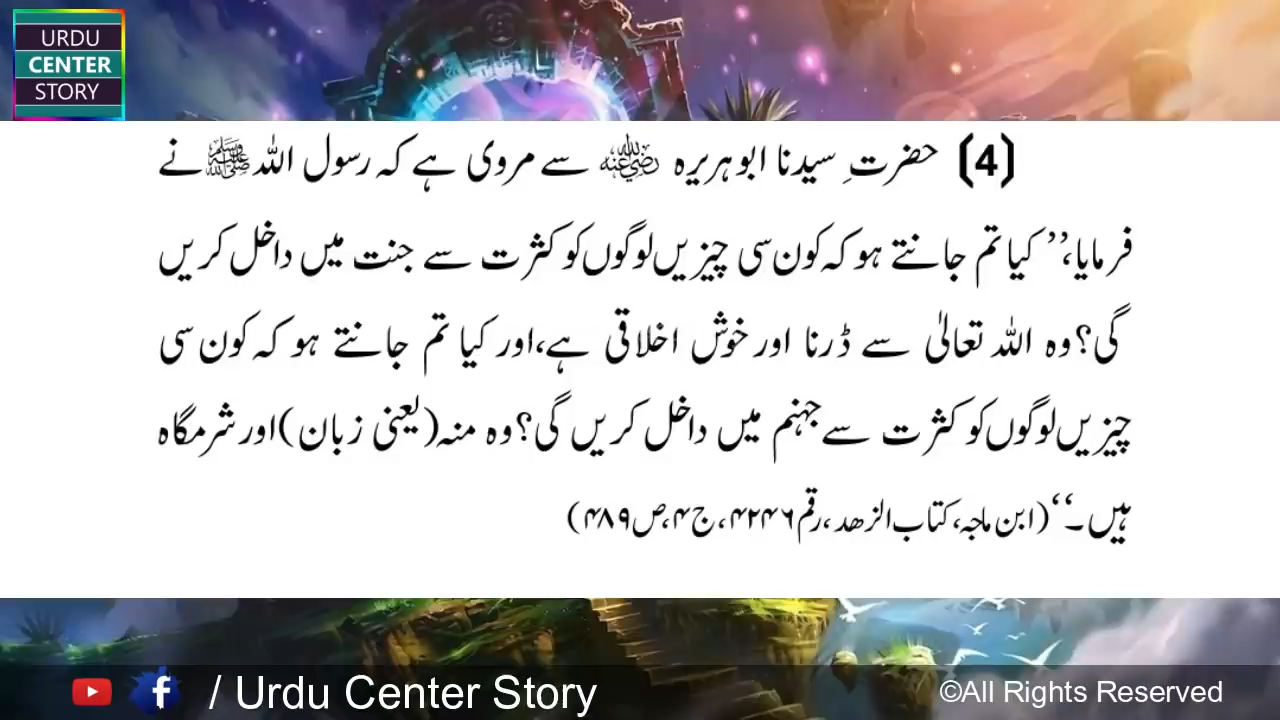 URDU
CENTER
STORY
(4) حضرتِ سیدنا ابوہریرہ رضی اللہ عنہ سے مروی ہے کہ رسول اللہ ﷺ نے
فرمایا،’’ کیا تم جانتے ہو کہ کون سی چیزیں لوگوں کو کثرت سے جنت میں داخل کریں
گی؟ وہ اللہ تعالیٰ سے ڈرنا اور خوش اخلاقی ہے،اور کیا تم جانتے ہو کہ کون سی
چیزیں لوگوں کو کثرت سے جہنم میں داخل کریں گی؟ وہ منہ (یعنی زبان) اور شرمگاہ
ہیں۔‘‘ (ابن ماجہ، کتاب الزھد ،رقم ۴۲۴۶، ج ۴،ص ۴۸۹)
/ Urdu Center Story
©All Rights Reserved